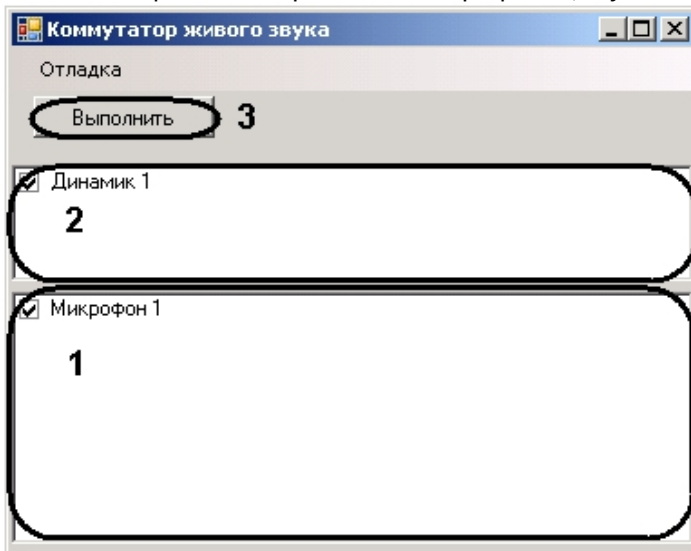 Коммутатор живого звука
Отладка
Выполнить 3
Динамик 1
2
Микрофон 1
1